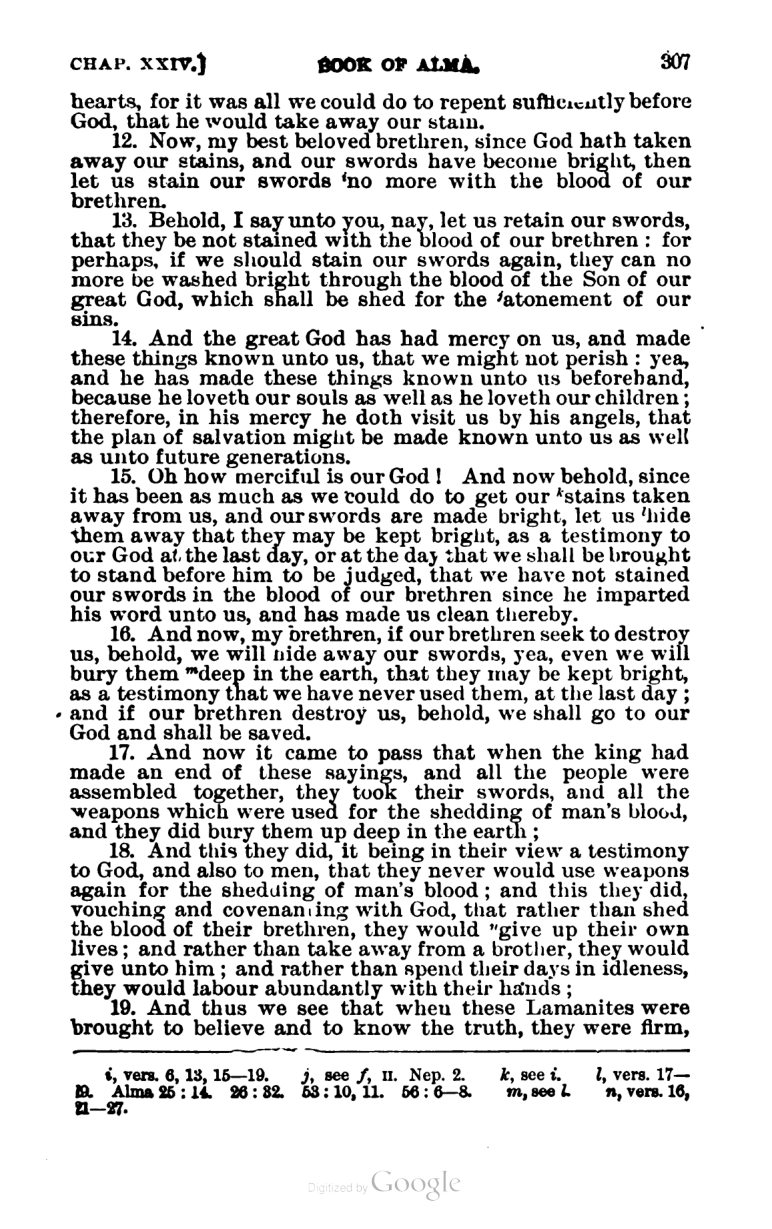 CHAP. XXIV.] BOOK OF ALMA. 307
hearts, for it was all we could do to repent sufficiently before
God, that he would take away our stain.
12. Now, my best beloved brethren, since God hath taken
away our stains, and our swords have become bright, then
let us stain our swords ⁱno more with the blood of our
brethren.
13. Behold, I say unto you, nay, let us retain our swords,
that they be not stained with the blood of our brethren : for
perhaps, if we should stain our swords again, they can no
more be washed bright through the blood of the Son of our
great God, which shall be shed for the ʲatonement of our
sins.
14. And the great God has had mercy on us, and made
these things known unto us, that we might not perish : yea,
and he has made these things known unto us beforehand,
because he loveth our souls as well as he loveth our children ;
therefore, in his mercy he doth visit us by his angels, that
the plan of salvation might be made known unto us as well
as unto future generations.
15. Oh how merciful is our God ! And now behold, since
it has been as much as we could do to get our ᵏstains taken
away from us, and our swords are made bright, let us ˡhide
them away that they may be kept bright, as a testimony to
our God at the last day, or at the day that we shall be brought
to stand before him to be judged, that we have not stained
our swords in the blood of our brethren since he imparted
his word unto us, and has made us clean thereby.
16. And now, my brethren, if our brethren seek to destroy
us, behold, we will hide away our swords, yea, even we will
bury them ᵐdeep in the earth, that they may be kept bright,
as a testimony that we have never used them, at the last day ;
and if our brethren destroy us, behold, we shall go to our
God and shall be saved.
17. And now it came to pass that when the king had
made an end of these sayings, and all the people were
assembled together, they took their swords, and all the
weapons which were used for the shedding of man's blood,
and they did bury them up deep in the earth ;
18. And this they did, it being in their view a testimony
to God, and also to men, that they never would use weapons
again for the shedding of man's blood ; and this they did,
vouching and covenanting with God, that rather than shed
the blood of their brethren, they would ⁿgive up their own
lives ; and rather than take away from a brother, they would
give unto him ; and rather than spend their days in idleness,
they would labour abundantly with their hands ;
19. And thus we see that when these Lamanites were
brought to believe and to know the truth, they were firm,
i, vers. 6, 13, 15—19. j, see f, II. Nep. 2. k, see i. l, vers. 17—
19. Alma 25 : 14. 26 : 32. 53 : 10, 11. 56 : 6—8. m, see l. n, vers. 16,
21—27.
Digitized by Google